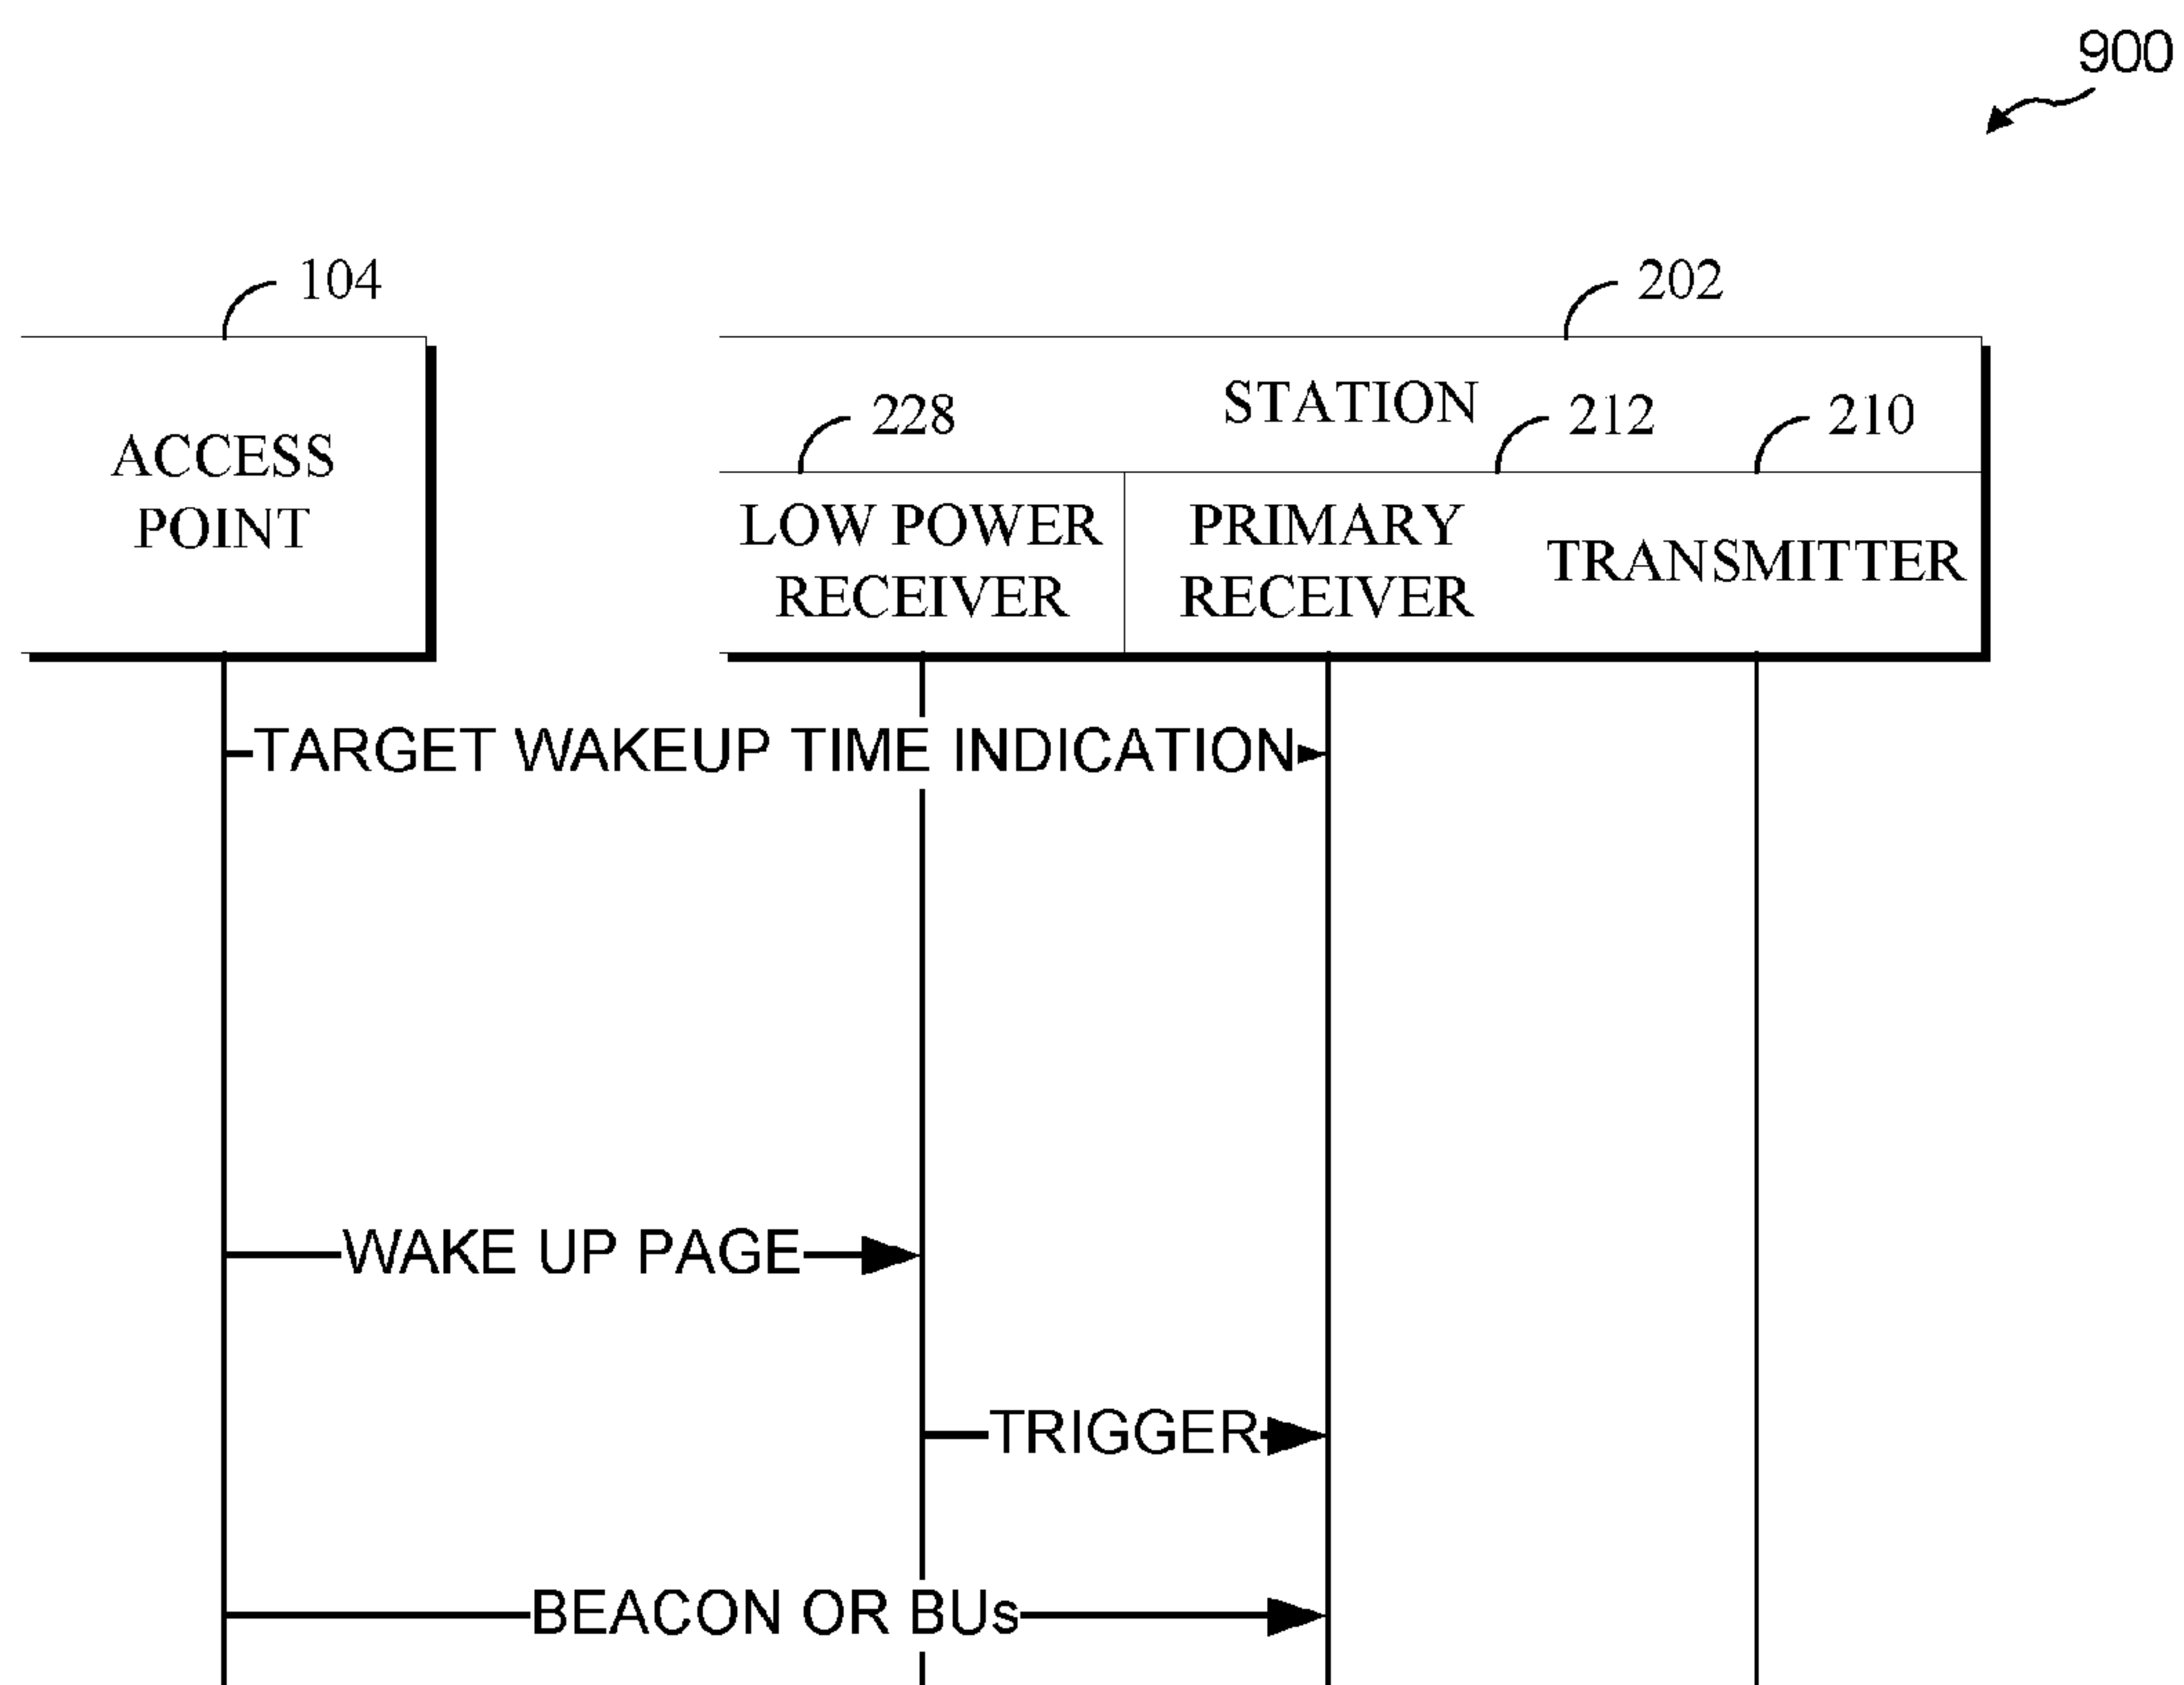 900
104
202
ACCESS
POINT
STATION
228
212
210
LOW POWER
RECEIVER
PRIMARY
RECEIVER
TRANSMITTER
TARGET WAKEUP TIME INDICATION
WAKE UP PAGE
TRIGGER
BEACON OR BUs